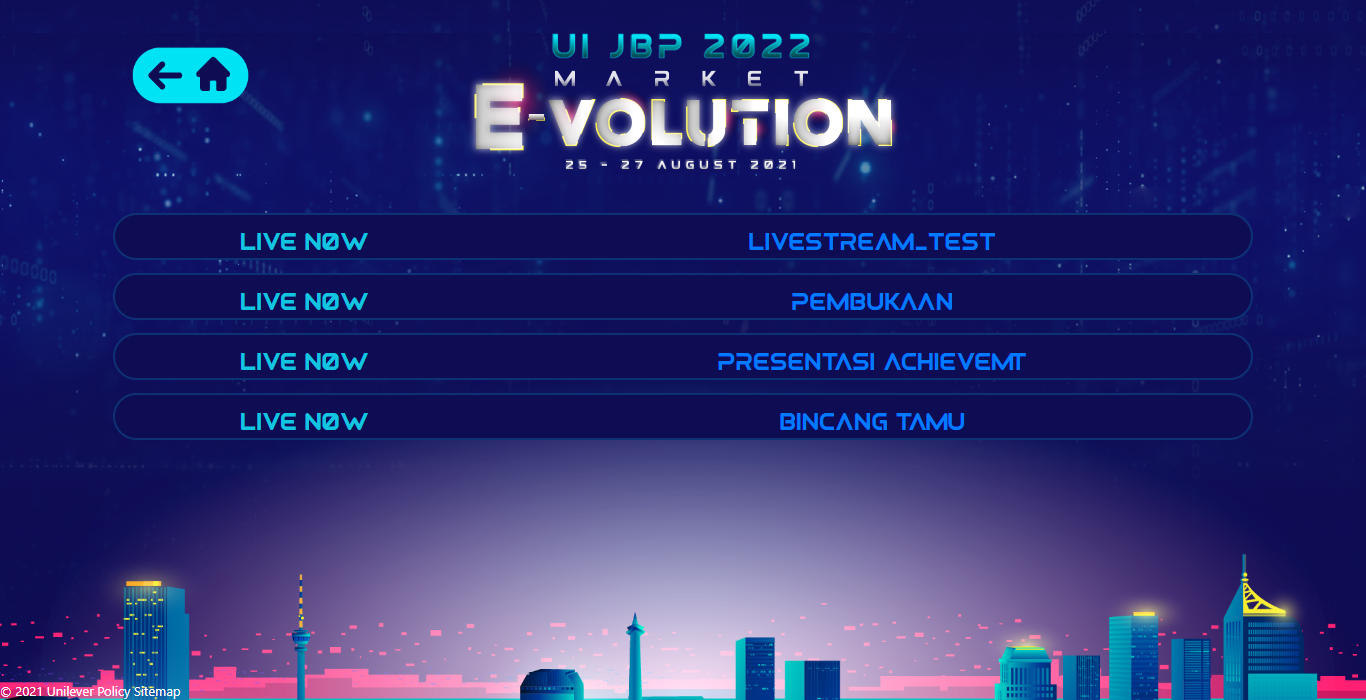 UI JBP 2022
MARKET
E-VOLUTION
25 - 27 AUGUST 2021
LIVE NOW LIVESTREAM_TEST
LIVE NOW PEMBUKAAN
LIVE NOW PRESENTASI ACHIEVEMT
LIVE NOW BINCANG TAMU
© 2021 Unilever Policy Sitemap